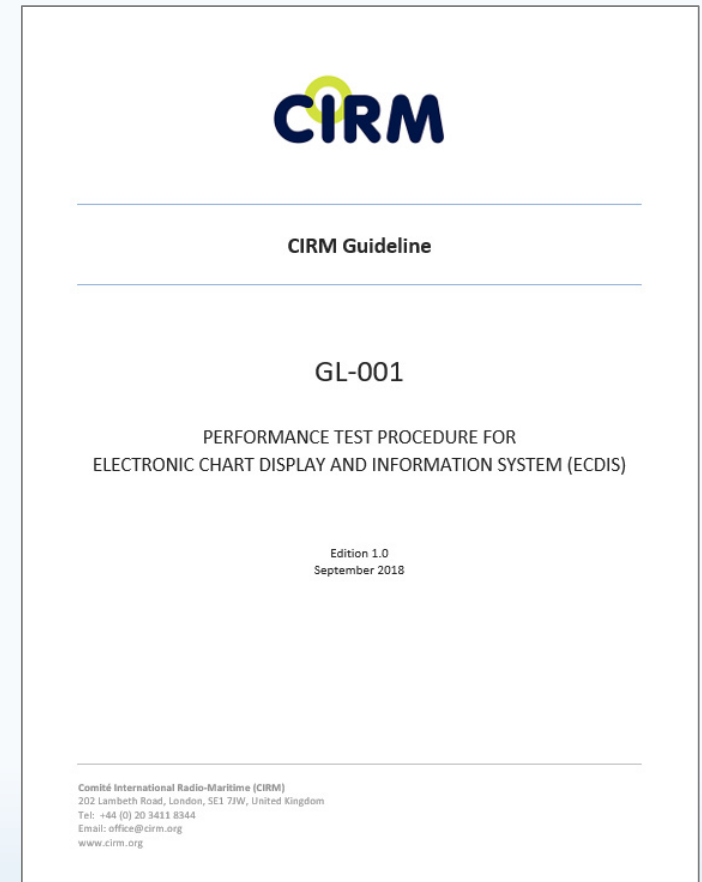 CIRM
CIRM Guideline
GL-001
PERFORMANCE TEST PROCEDURE FOR
ELECTRONIC CHART DISPLAY AND INFORMATION SYSTEM (ECDIS)
Edition 1.0
September 2018
Comité International Radio-Maritime (CIRM)
202 Lambeth Road, London, SE1 7JW, United Kingdom
Tel: +44 (0) 20 3411 8344
Email: office@cirm.org
www.cirm.org